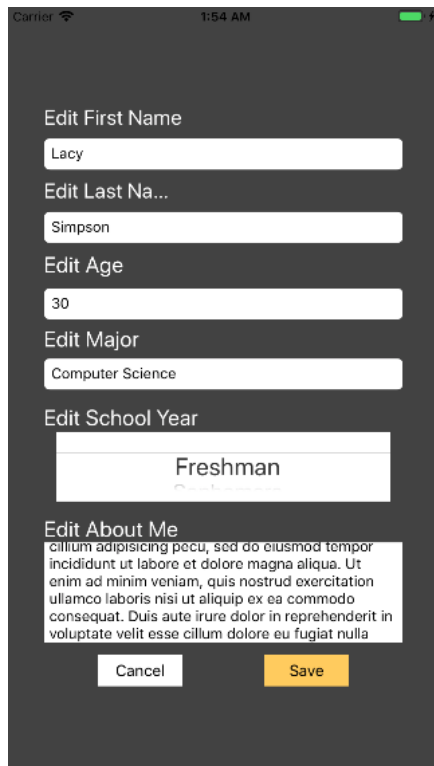 Carrier 1:54 AM
Edit First Name
Lacy
Edit Last Na...
Simpson
Edit Age
30
Edit Major
Computer Science
Edit School Year
Freshman
Edit About Me
cillium adipisicing pecu, sed do eiusmod tempor
incididunt ut labore et dolore magna aliqua. Ut
enim ad minim veniam, quis nostrud exercitation
ullamco laboris nisi ut aliquip ex ea commodo
consequat. Duis aute irure dolor in reprehenderit in
voluptate velit esse cillum dolore eu fugiat nulla
Cancel Save